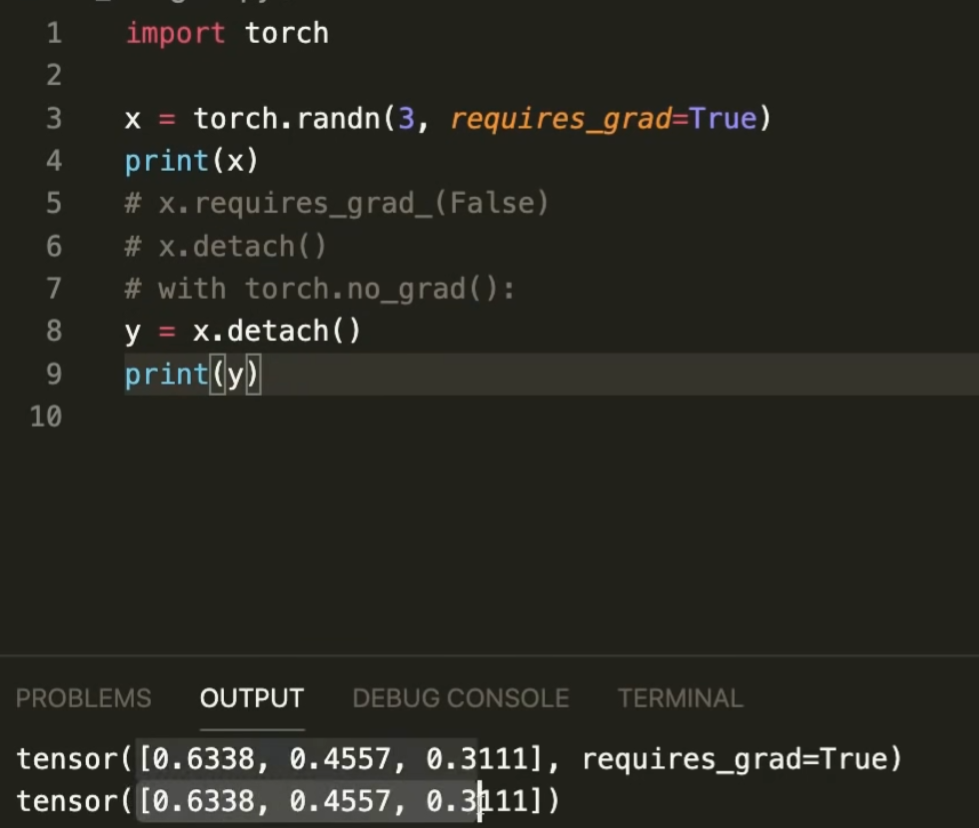 1 import torch
2
3 x = torch.randn(3, requires_grad=True)
4 print(x)
5 # x.requires_grad_(False)
6 # x.detach()
7 # with torch.no_grad():
8 y = x.detach()
9 print(y)
10
PROBLEMS OUTPUT DEBUG CONSOLE TERMINAL
tensor([0.6338, 0.4557, 0.3111], requires_grad=True)
tensor([0.6338, 0.4557, 0.3111])